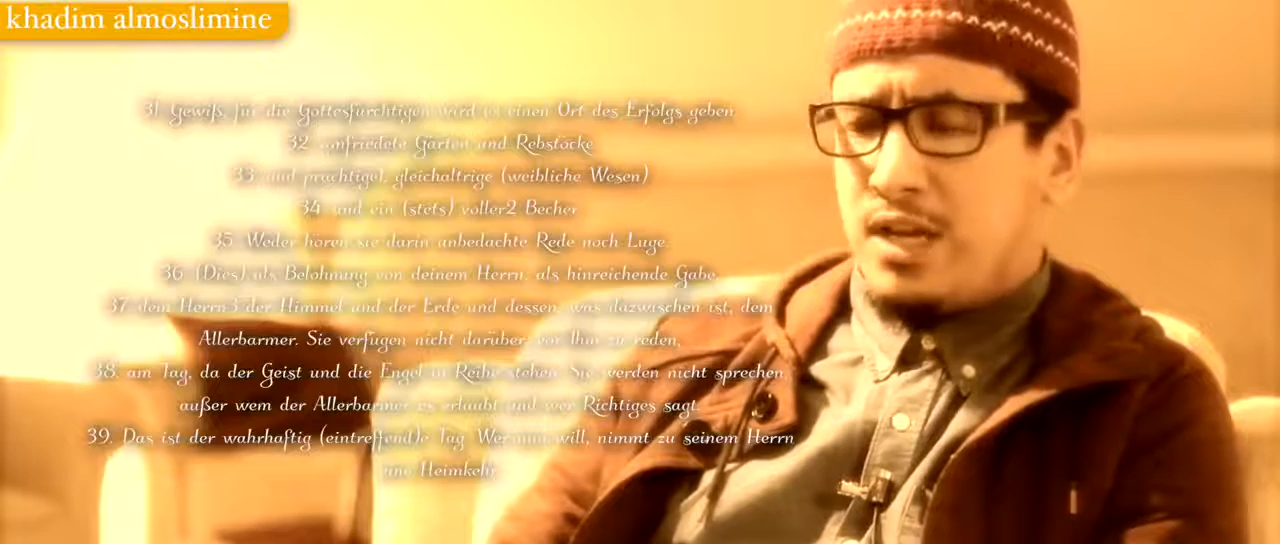 khadim almoslimine
31. Gewiß, für die Gottesfürchtigen wird es einen Ort des Erfolgs geben
32. umfriedete Gärten und Rebstöcke
33. und prächtige1, gleichaltrige (weibliche Wesen)
34. und ein (stets) voller2 Becher
35. Weder hören sie darin unbedachte Rede noch Lüge.
36. (Dies) als Belohnung von deinem Herrn, als hinreichende Gabe,
37. dem Herrn3 der Himmel und der Erde und dessen, was dazwischen ist, dem
Allerbarmer. Sie verfügen nicht darüber, vor Ihm zu reden,
38. am Tag, da der Geist und die Engel in Reihe stehen. Sie werden nicht sprechen,
außer wem der Allerbarmer es erlaubt und wer Richtiges sagt.
39. Das ist der wahrhaftig (eintreffend)e Tag. Wer nun will, nimmt zu seinem Herrn
eine Heimkehr.